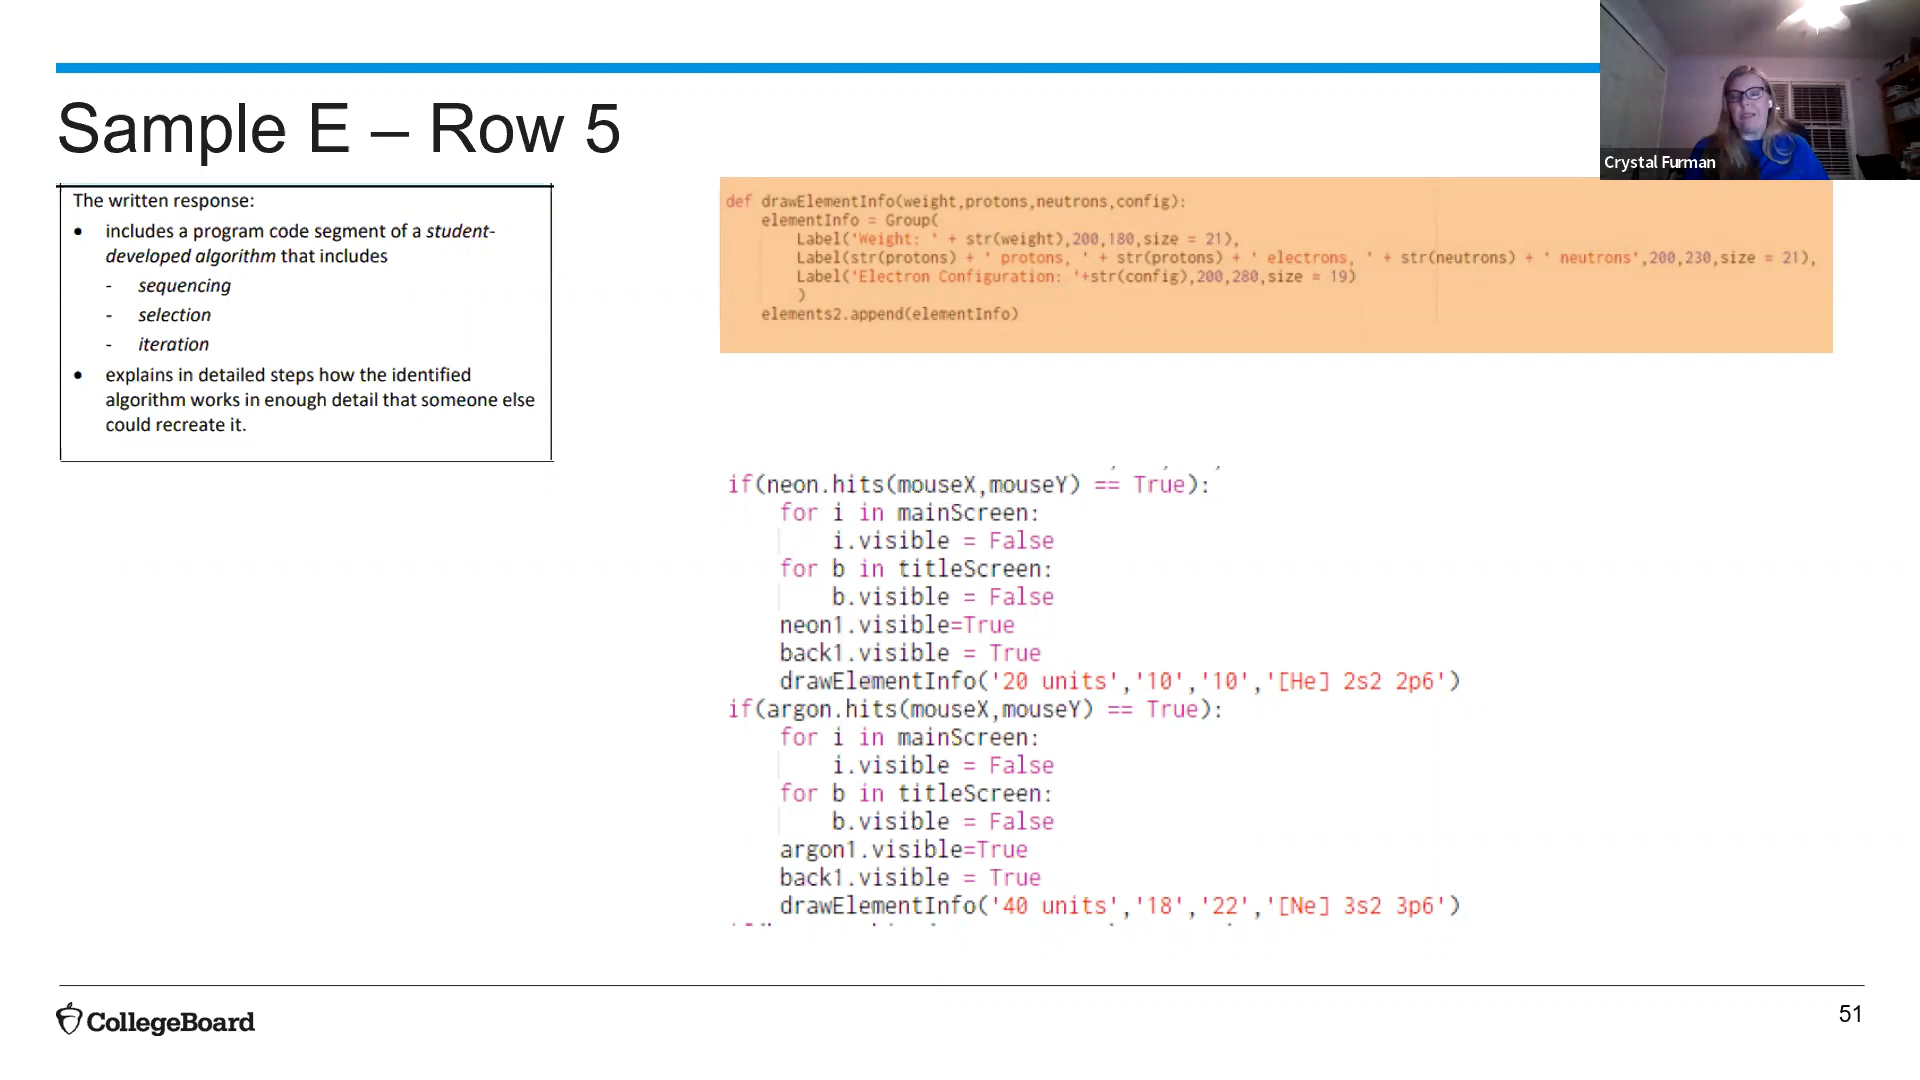 Sample E – Row 5
Crystal Furman
The written response:
• includes a program code segment of a student-
developed algorithm that includes
- sequencing
- selection
- iteration
• explains in detailed steps how the identified
algorithm works in enough detail that someone else
could recreate it.
def drawElementInfo(weight,protons,neutrons,config):
elementInfo = Group(
Label('Weight: ' + str(weight),200,180,size = 21),
Label(str(protons) + ' protons, ' + str(protons) + ' electrons, ' + str(neutrons) + ' neutrons',200,230,size = 21),
Label('Electron Configuration: '+str(config),200,280,size = 19)
)
elements2.append(elementInfo)
if(neon.hits(mouseX,mouseY) == True):
for i in mainScreen:
i.visible = False
for b in titleScreen:
b.visible = False
neon1.visible=True
back1.visible = True
drawElementInfo('20 units','10','10','[He] 2s2 2p6')
if(argon.hits(mouseX,mouseY) == True):
for i in mainScreen:
i.visible = False
for b in titleScreen:
b.visible = False
argon1.visible=True
back1.visible = True
drawElementInfo('40 units','18','22','[Ne] 3s2 3p6')
CollegeBoard
51